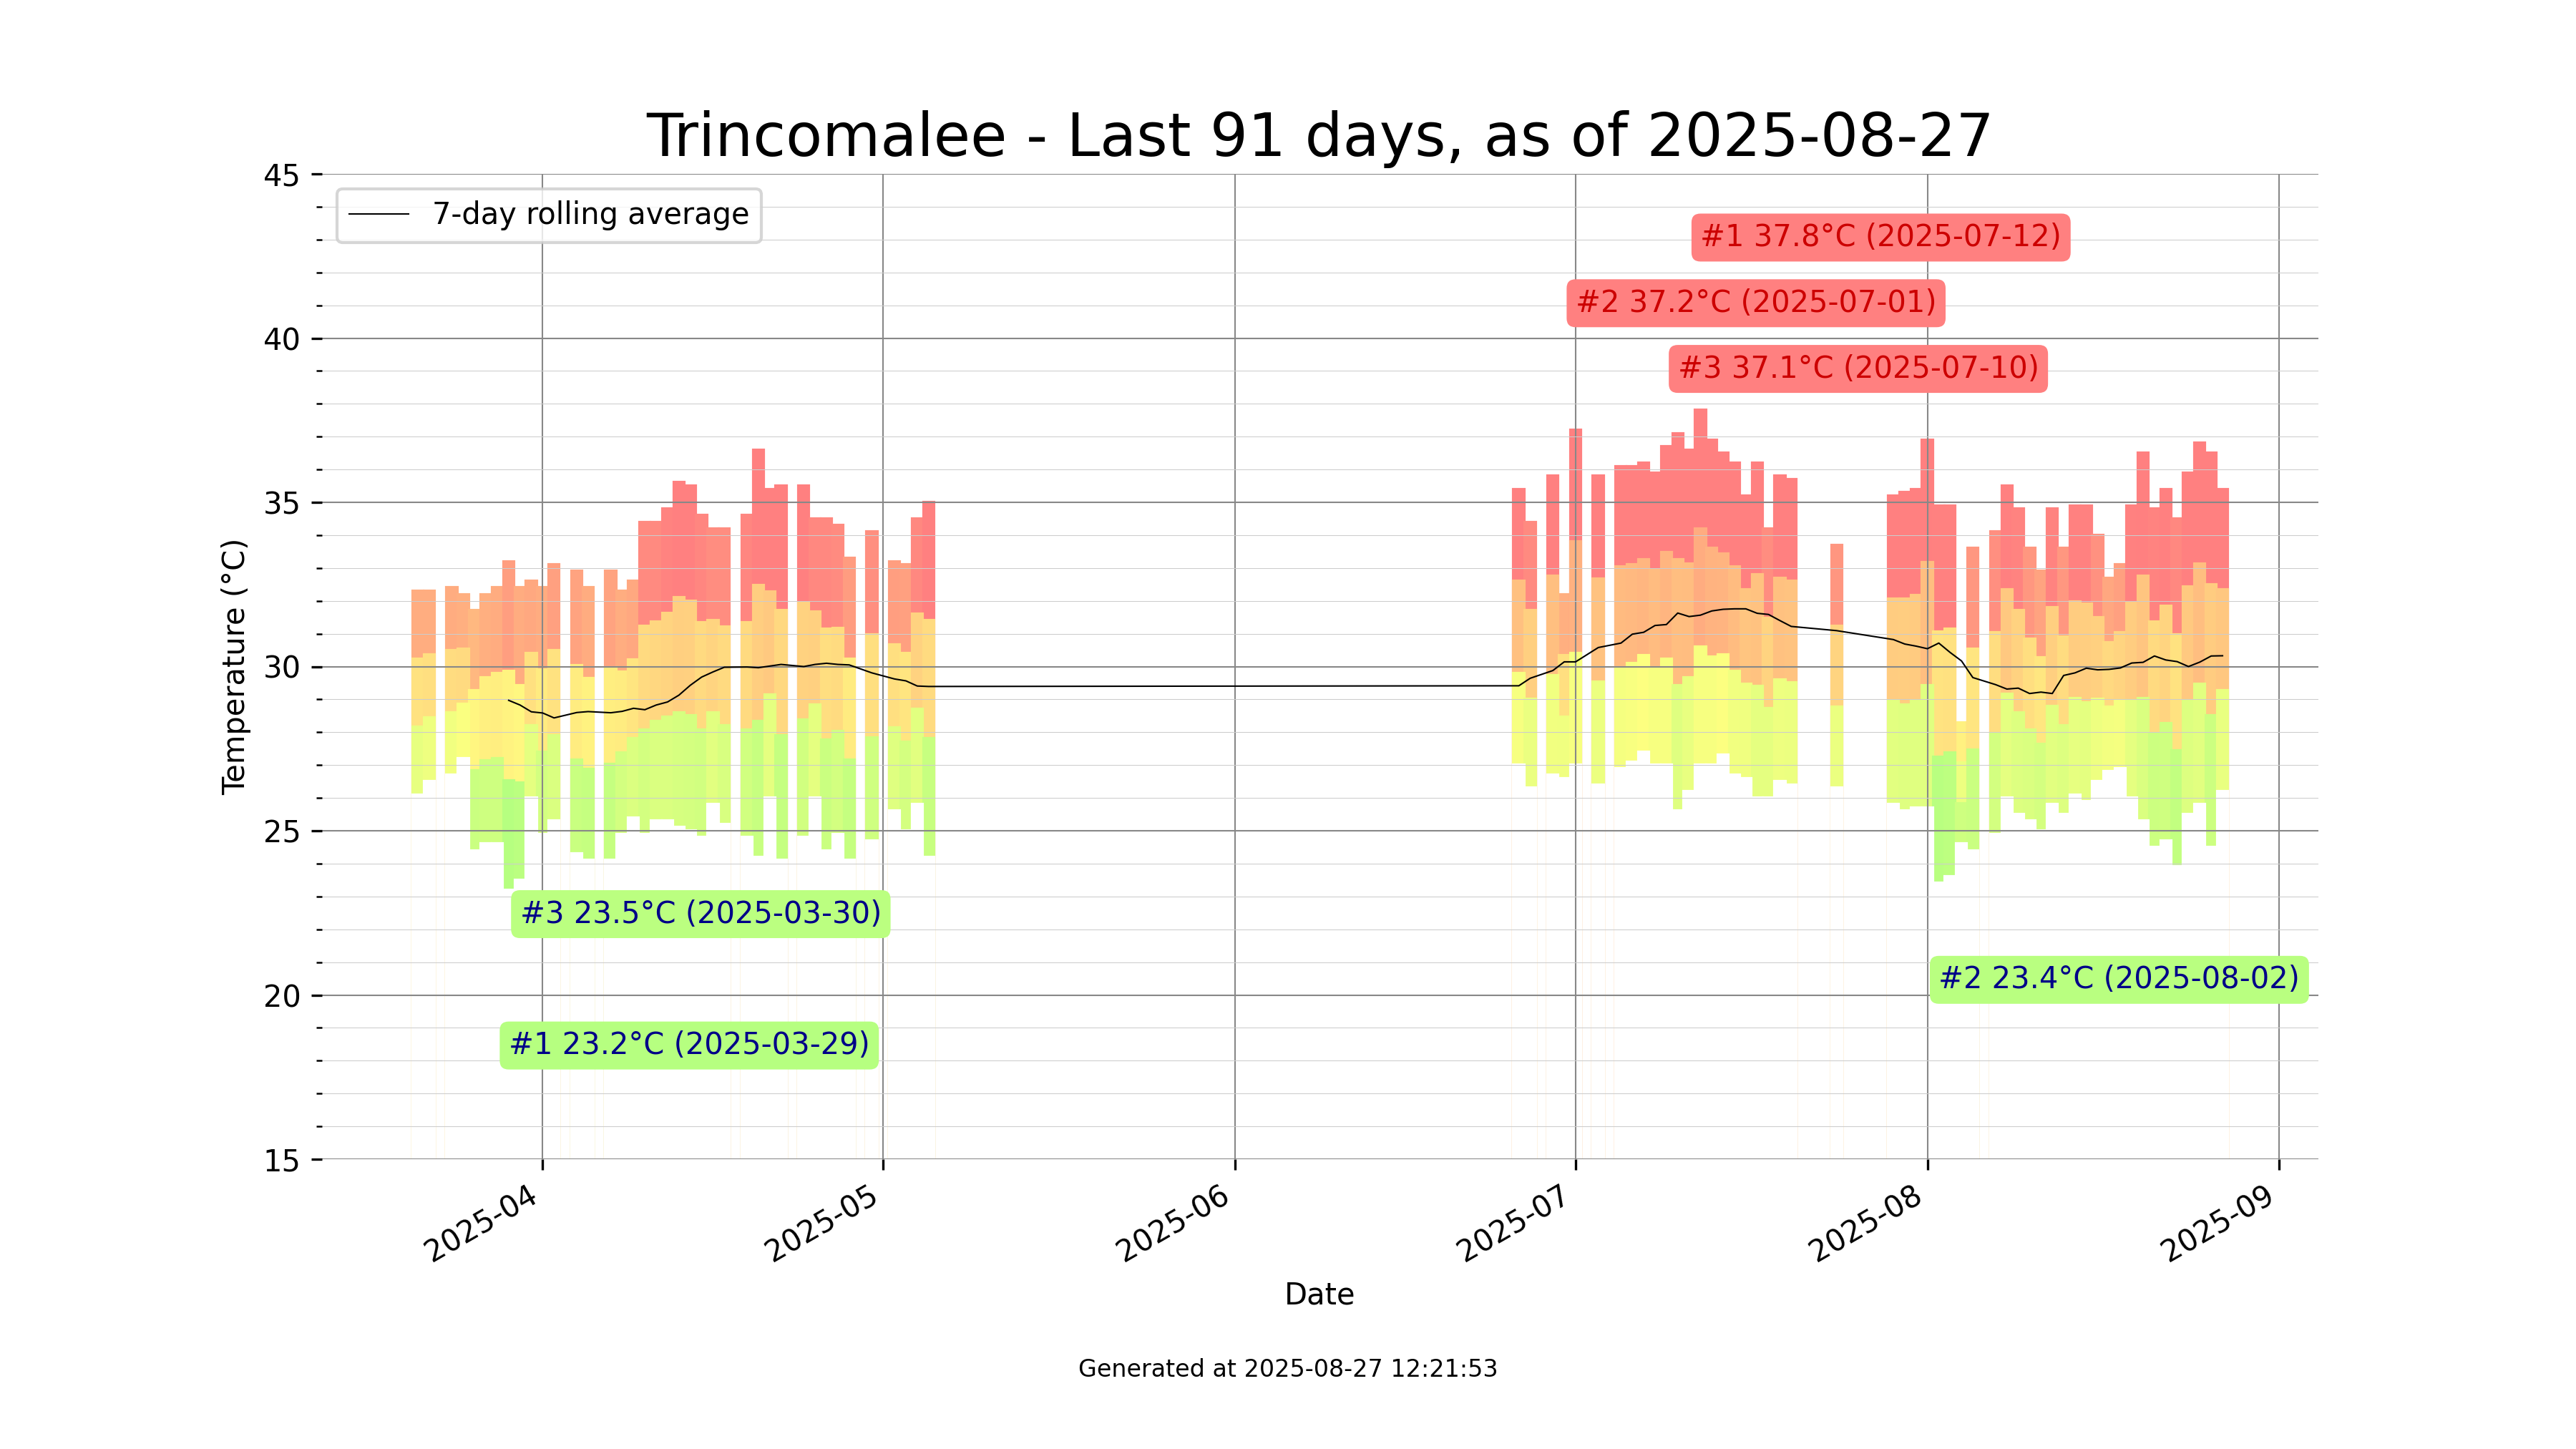 Trincomalee - Last 91 days, as of 2025-08-27
45
7-day rolling average
#1 37.8°C (2025-07-12)
#2 37.2°C (2025-07-01)
40
#3 37.1°C (2025-07-10)
35
Temperature (°C)
30
25
#3 23.5°C (2025-03-30)
#2 23.4°C (2025-08-02)
20
#1 23.2°C (2025-03-29)
15
2025-04
2025-05
2025-06
2025-07
2025-08
2025-09
Date
Generated at 2025-08-27 12:21:53